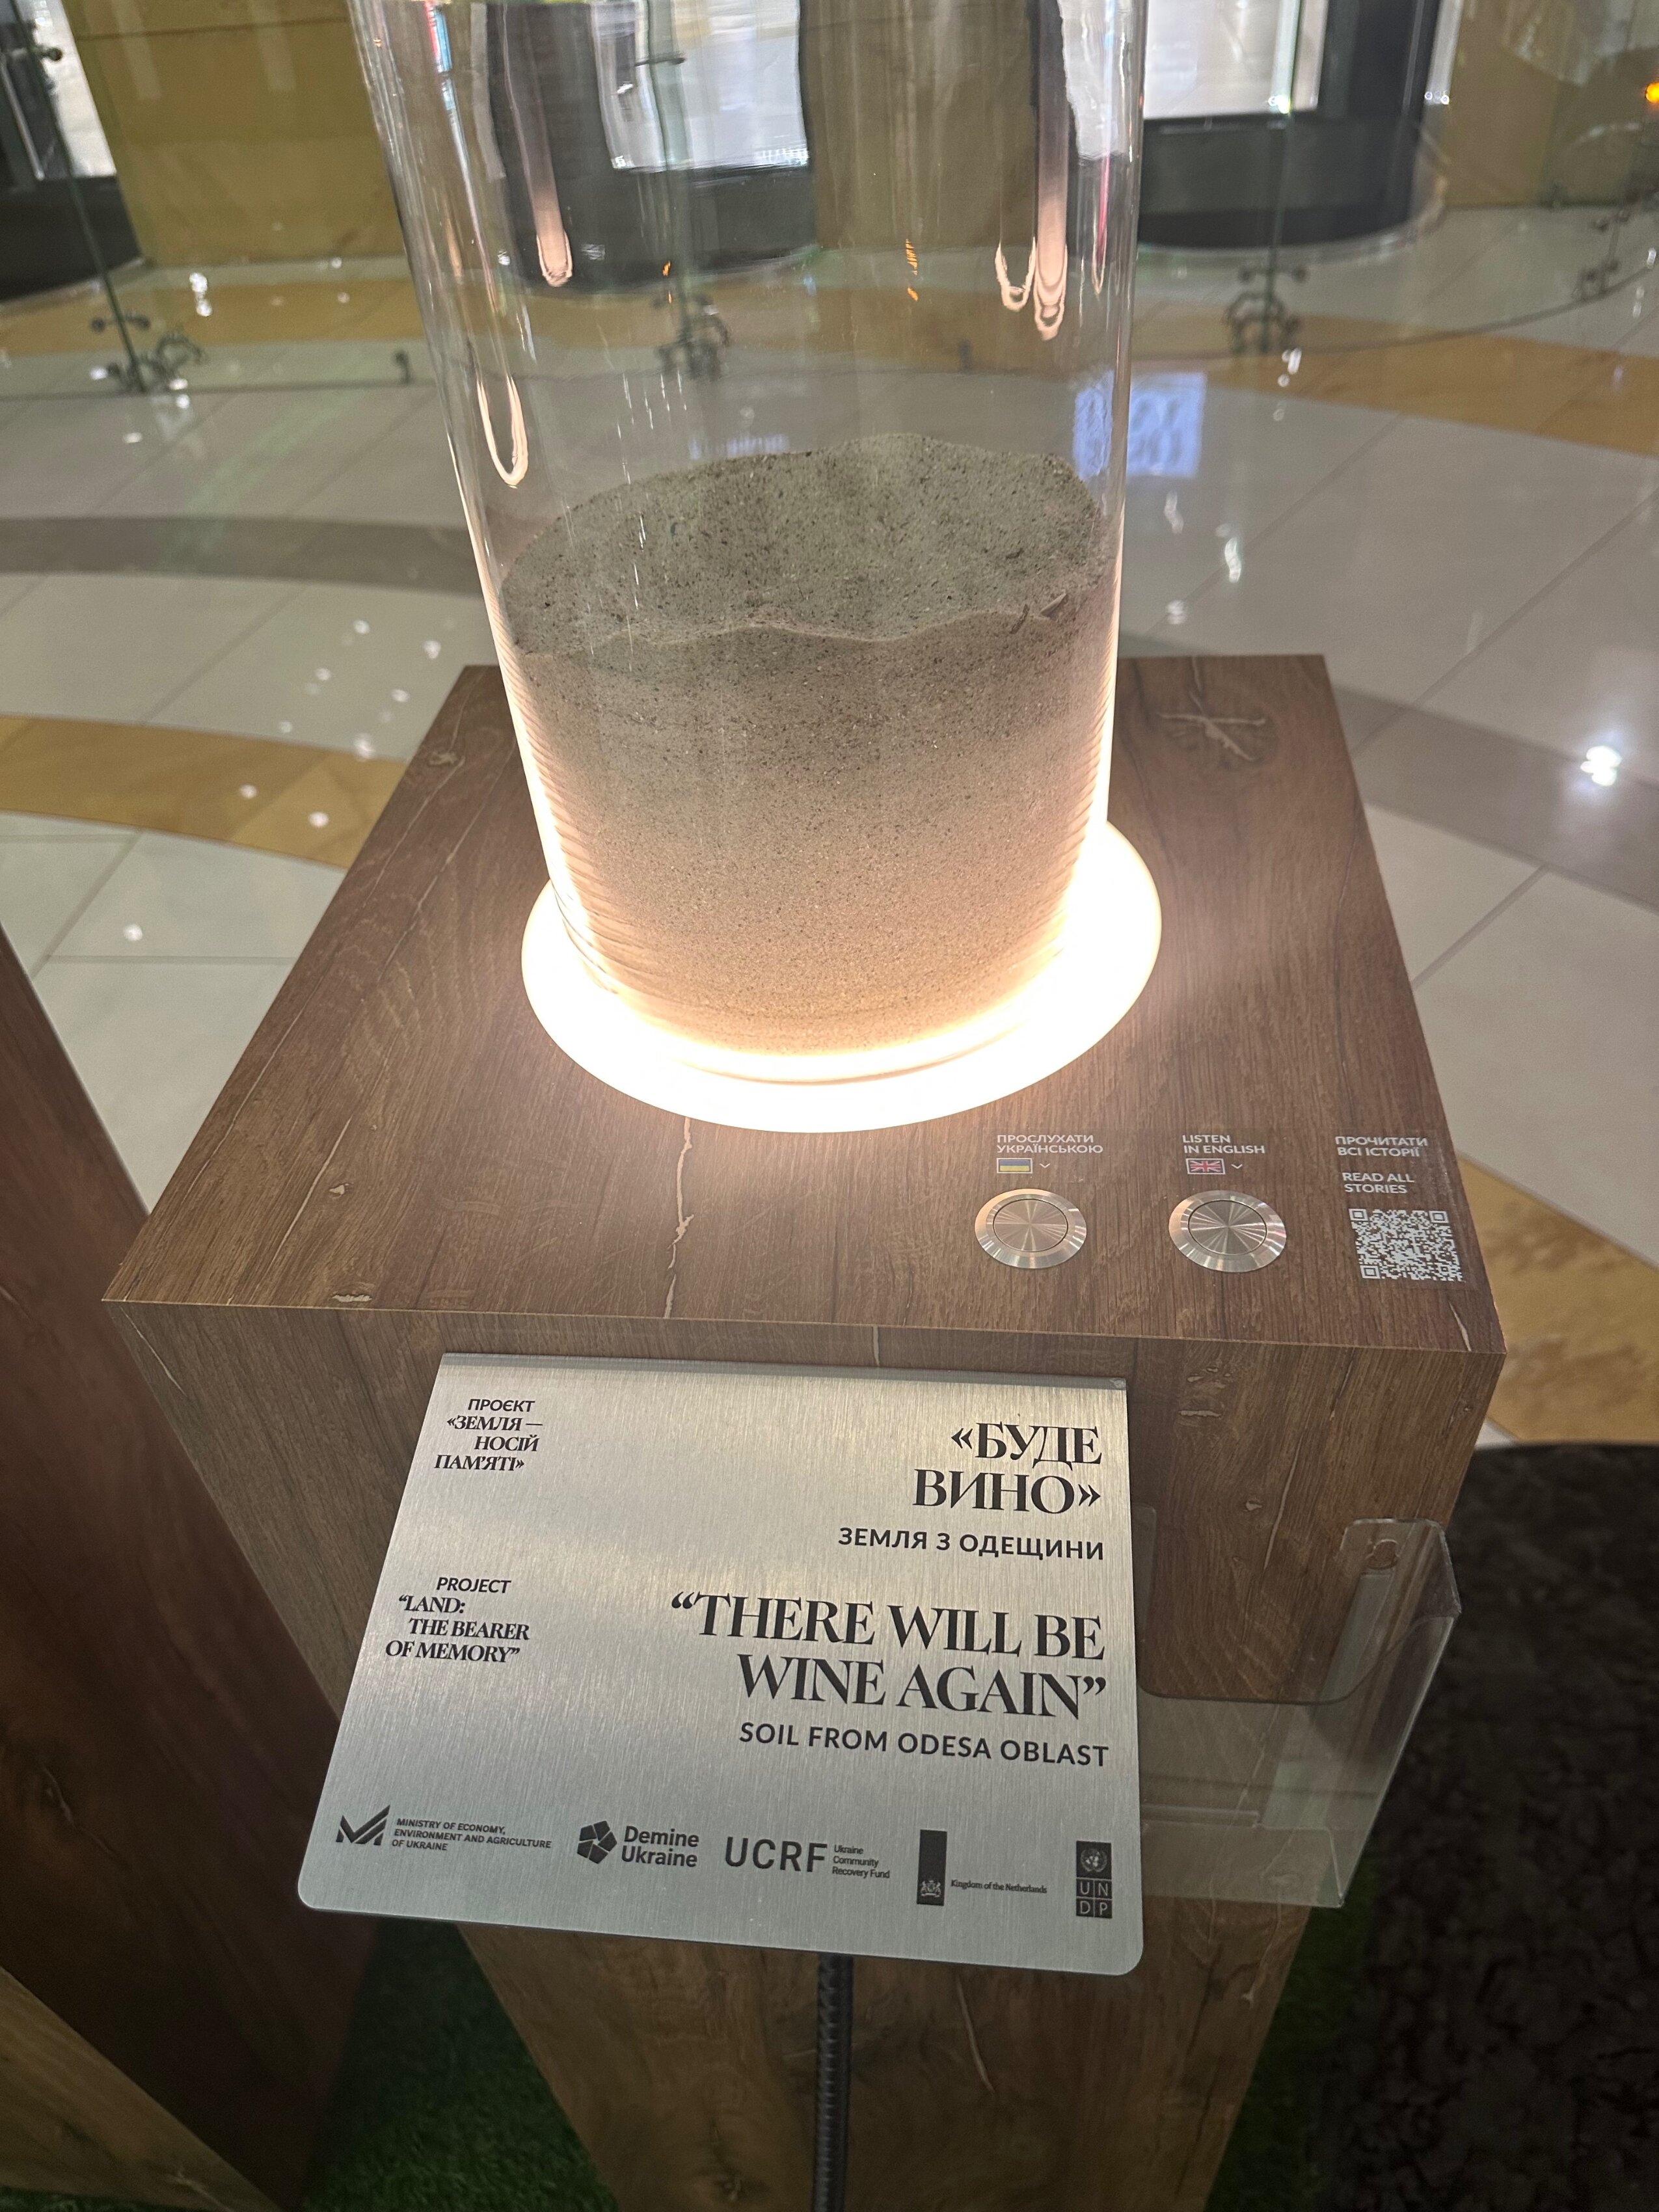 ПРОСЛУХАТИ
УКРАЇНСЬКОЮ
LISTEN
IN ENGLISH
ПРОЧИТАТИ
ВСІ ІСТОРІЇ
READ ALL
STORIES
ПРОЄКТ
«ЗЕМЛЯ —
НОСІЙ
ПАМ'ЯТІ»
«БУДЕ
ВИНО»
ЗЕМЛЯ З ОДЕЩИНИ
PROJECT
“LAND:
THE BEARER
OF MEMORY”
“THERE WILL BE
WINE AGAIN”
SOIL FROM ODESA OBLAST
MINISTRY OF ECONOMY,
ENVIRONMENT AND AGRICULTURE
OF UKRAINE
Demine
Ukraine
UCRF
Ukraine
Community
Recovery Fund
Kingdom of the Netherlands
UN
DP